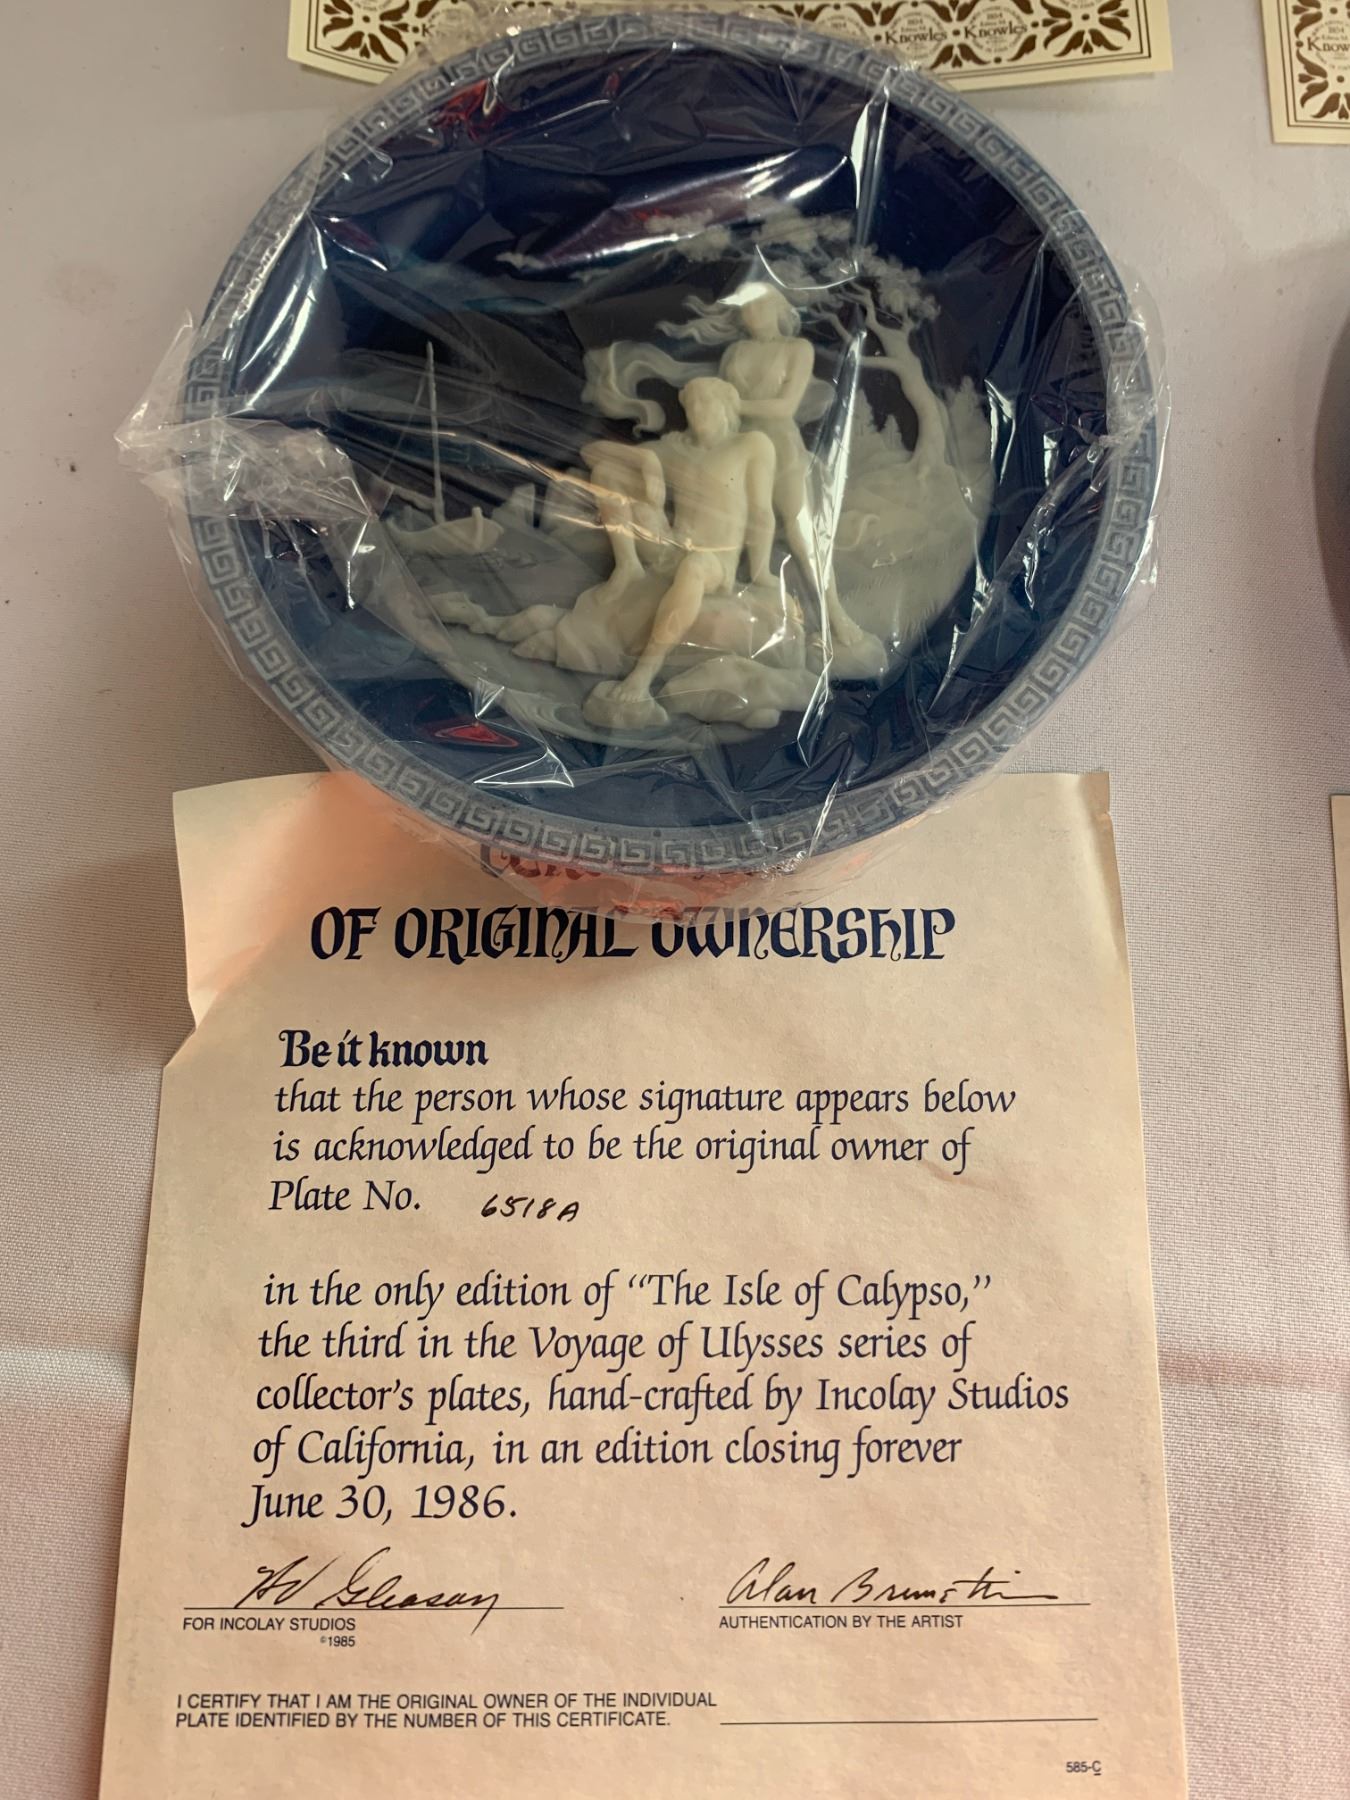 Knowles Knowles
OF ORIGINAL OWNERSHIP
Be it known
that the person whose signature appears below
is acknowledged to be the original owner of
Plate No. 6518A
in the only edition of “The Isle of Calypso,”
the third in the Voyage of Ulysses series of
collector's plates, hand-crafted by Incolay Studios
of California, in an edition closing forever
June 30, 1986.
Gleason
Alan
FOR INCOLAY STUDIOS
©1985
AUTHENTICATION BY THE ARTIST
I CERTIFY THAT I AM THE ORIGINAL OWNER OF THE INDIVIDUAL
PLATE IDENTIFIED BY THE NUMBER OF THIS CERTIFICATE.
585-C